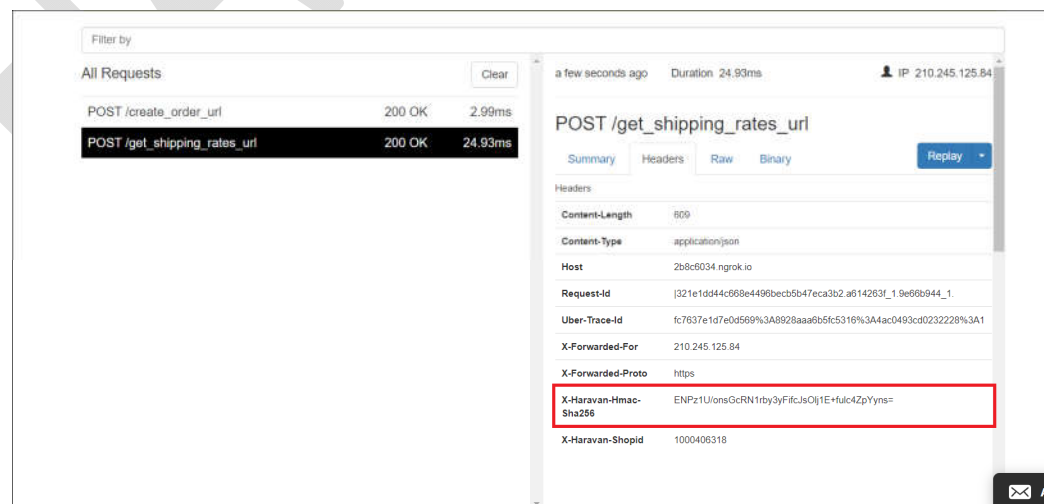 Filter by
All Requests
Clear
POST /create_order_url 200 OK 2.99ms
POST /get_shipping_rates_url 200 OK 24.93ms
a few seconds ago Duration 24.93ms IP 210.245.125.84
POST /get_shipping_rates_url
Summary Headers Raw Binary Replay
Headers
Content-Length 609
Content-Type application/json
Host 2b8c6034.ngrok.io
Request-Id |321e1dd44c668e4496becb5b47eca3b2.a614263f_1.9e66b944_1.
Uber-Trace-Id fc7637e1d7e0d569%3A8928aaa6b5fc5316%3A4ac0493cd0232228%3A1
X-Forwarded-For 210.245.125.84
X-Forwarded-Proto https
X-Haravan-Hmac- ENPz1U/onsGcRN1rby3yFifcJsOlj1E+fulc4ZpYyns=
Sha256
X-Haravan-Shopid 1000406318